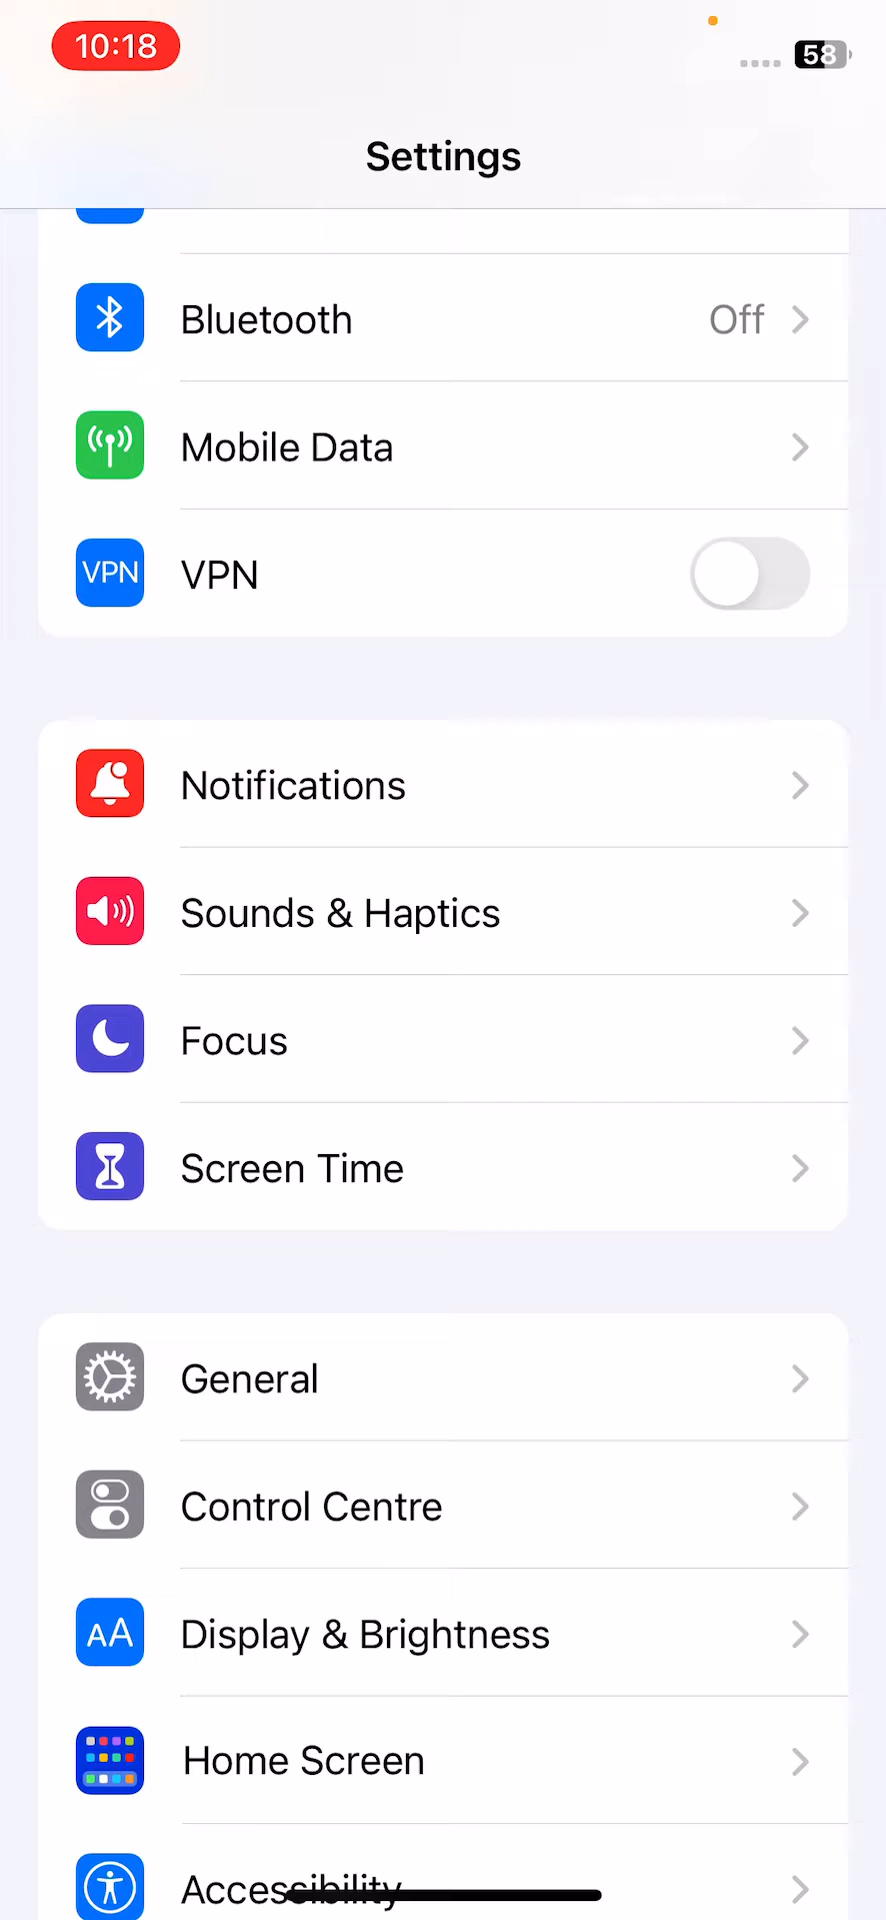 10:18
58
Settings
Bluetooth Off
Mobile Data
VPN VPN
Notifications
Sounds & Haptics
Focus
Screen Time
General
Control Centre
AA Display & Brightness
Home Screen
Accessibility